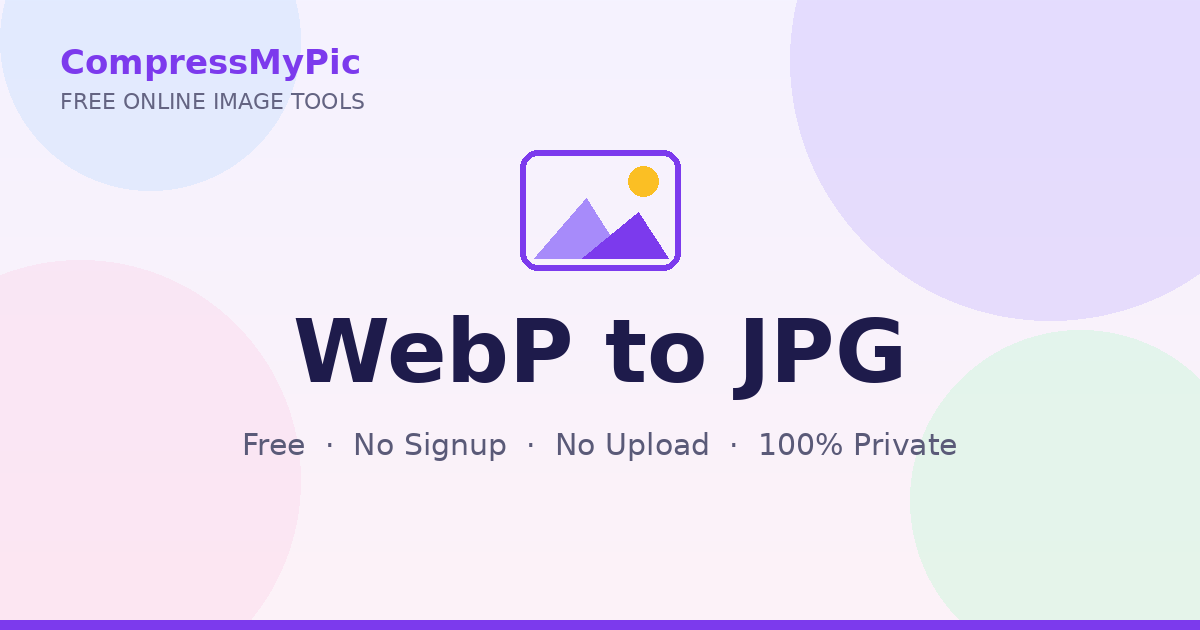 CompressMyPic
FREE ONLINE IMAGE TOOLS
WebP to JPG
Free · No Signup · No Upload · 100% Private